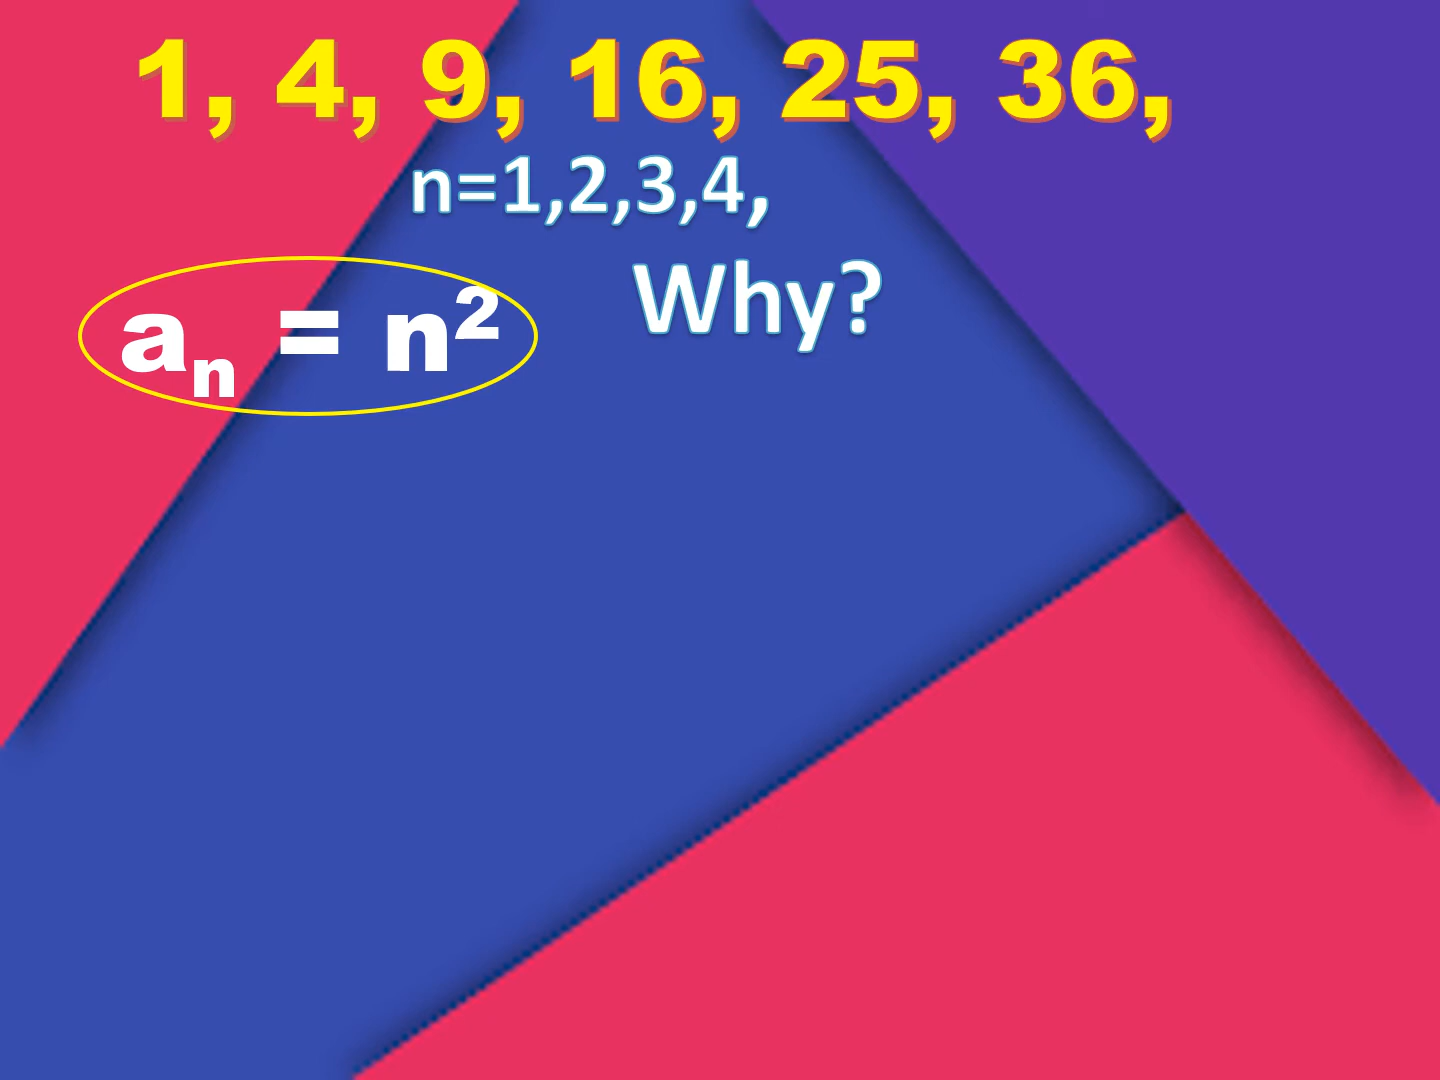 1, 4, 9, 16, 25, 36,
n=1,2,3,4,
Why?
aₙ = n²